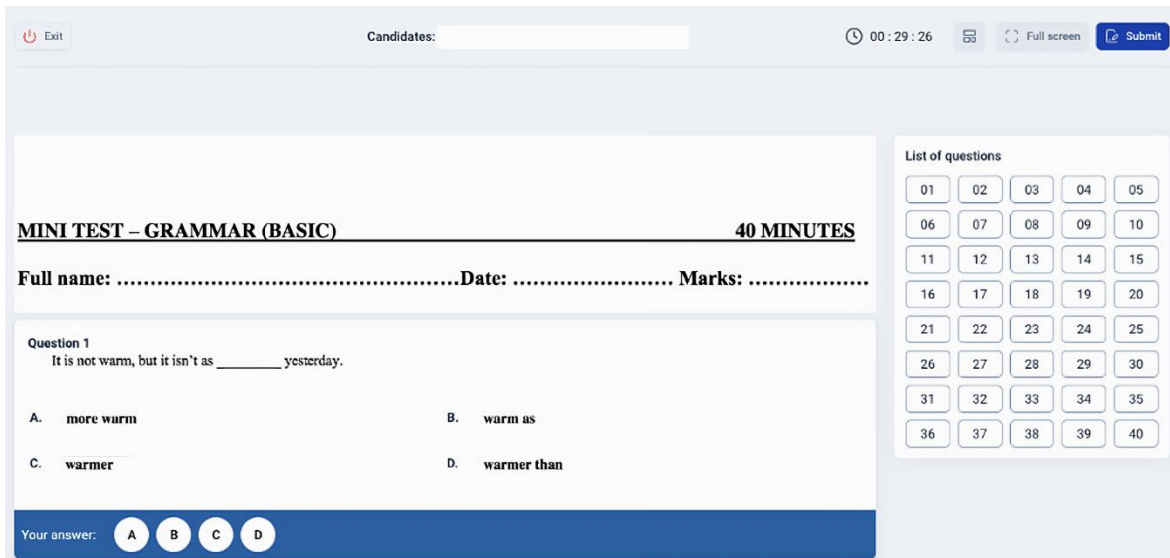 Exit Candidates: 00 : 29 : 26 Full screen Submit
MINI TEST – GRAMMAR (BASIC) 40 MINUTES
Full name: ....................................................Date: ......................... Marks: ..................
Question 1
It is not warm, but it isn't as _________ yesterday.
A. more warm B. warm as
C. warmer D. warmer than
Your answer: A B C D
List of questions
01 02 03 04 05
06 07 08 09 10
11 12 13 14 15
16 17 18 19 20
21 22 23 24 25
26 27 28 29 30
31 32 33 34 35
36 37 38 39 40